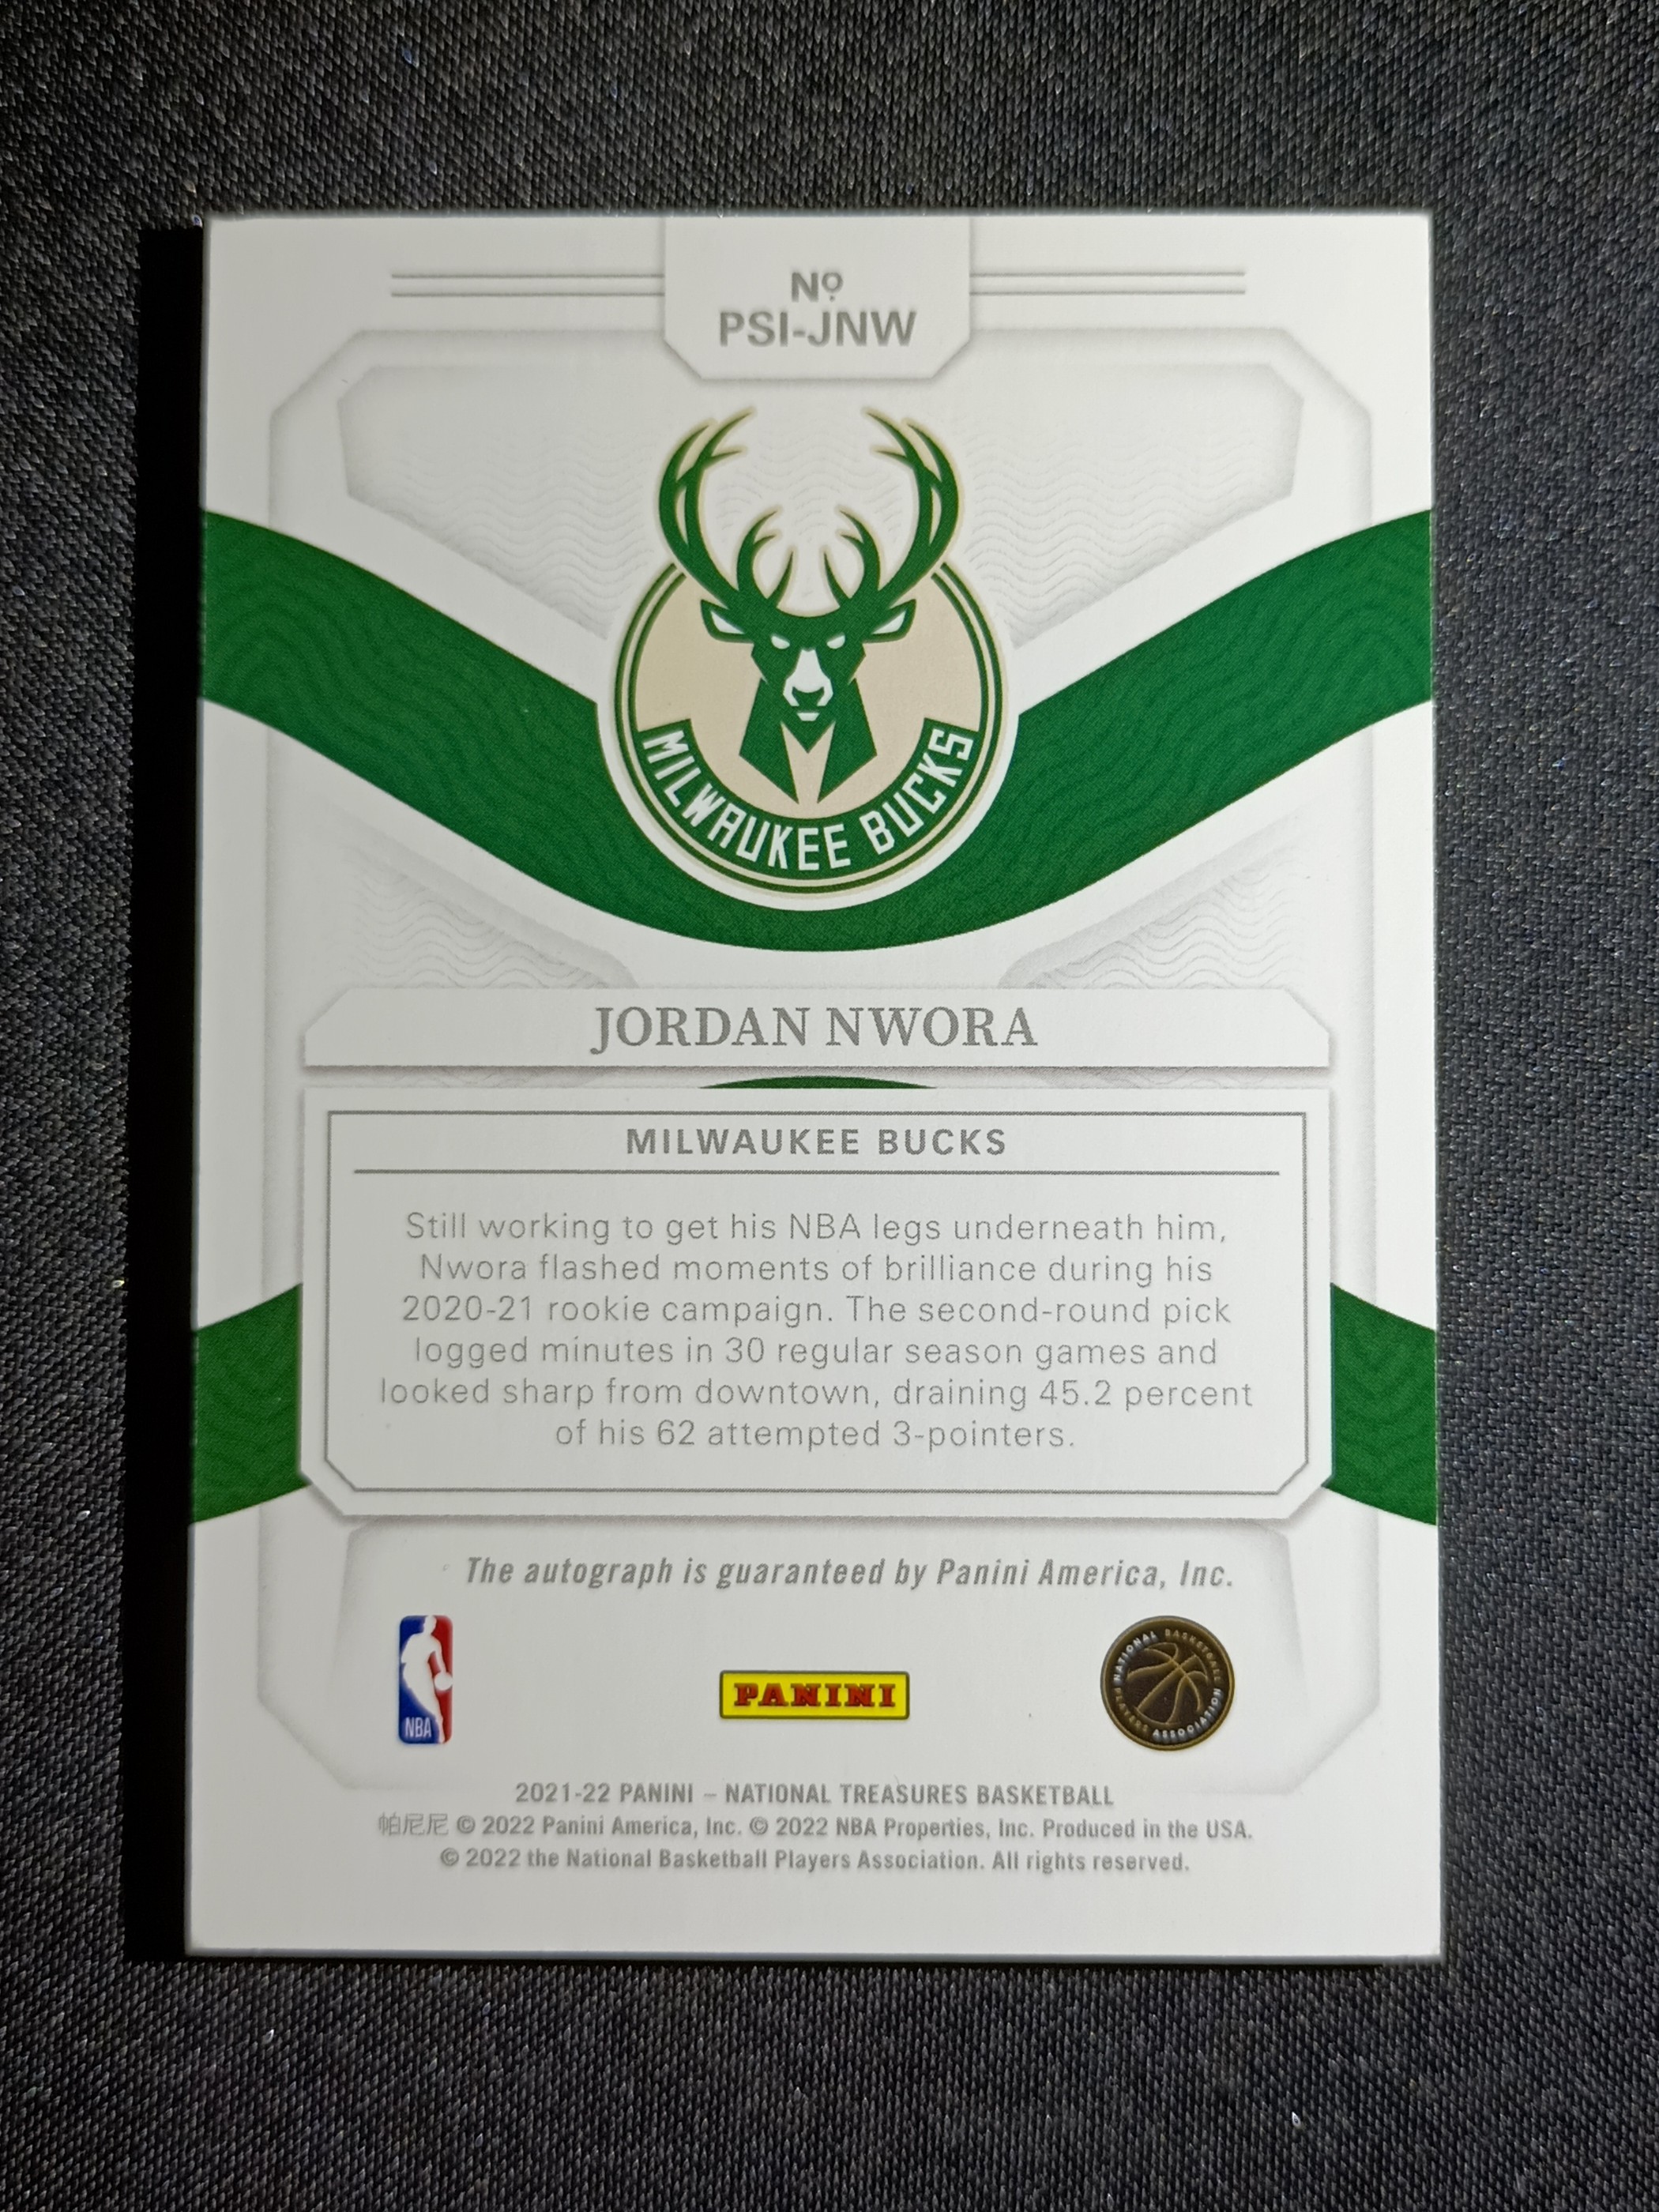 Nº
PSI-JNW
MILWAUKEE BUCKS
JORDAN NWORA
MILWAUKEE BUCKS
Still working to get his NBA legs underneath him,
Nwora flashed moments of brilliance during his
2020-21 rookie campaign. The second-round pick
logged minutes in 30 regular season games and
looked sharp from downtown, draining 45.2 percent
of his 62 attempted 3-pointers.
The autograph is guaranteed by Panini America, Inc.
NBA
PANINI
NATIONAL BASKETBALL PLAYERS ASSOCIATION
2021-22 PANINI – NATIONAL TREASURES BASKETBALL
帕尼尼 © 2022 Panini America, Inc. © 2022 NBA Properties, Inc. Produced in the USA.
© 2022 the National Basketball Players Association. All rights reserved.